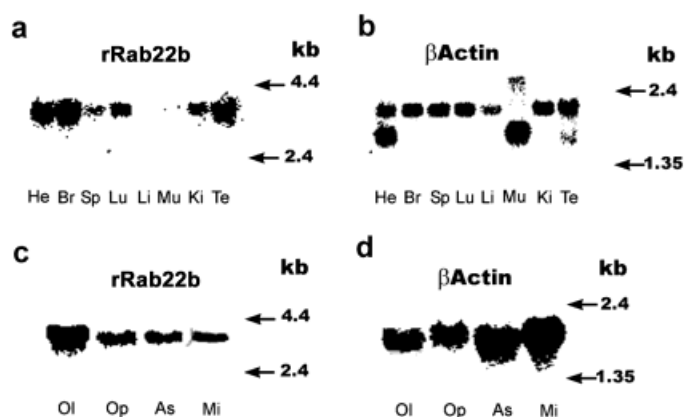 a
rRab22b
kb
4.4
2.4
He Br Sp Lu Li Mu Ki Te
b
βActin
kb
2.4
1.35
He Br Sp Lu Li Mu Ki Te
c
rRab22b
kb
4.4
2.4
Ol Op As Mi
d
βActin
kb
2.4
1.35
Ol Op As Mi